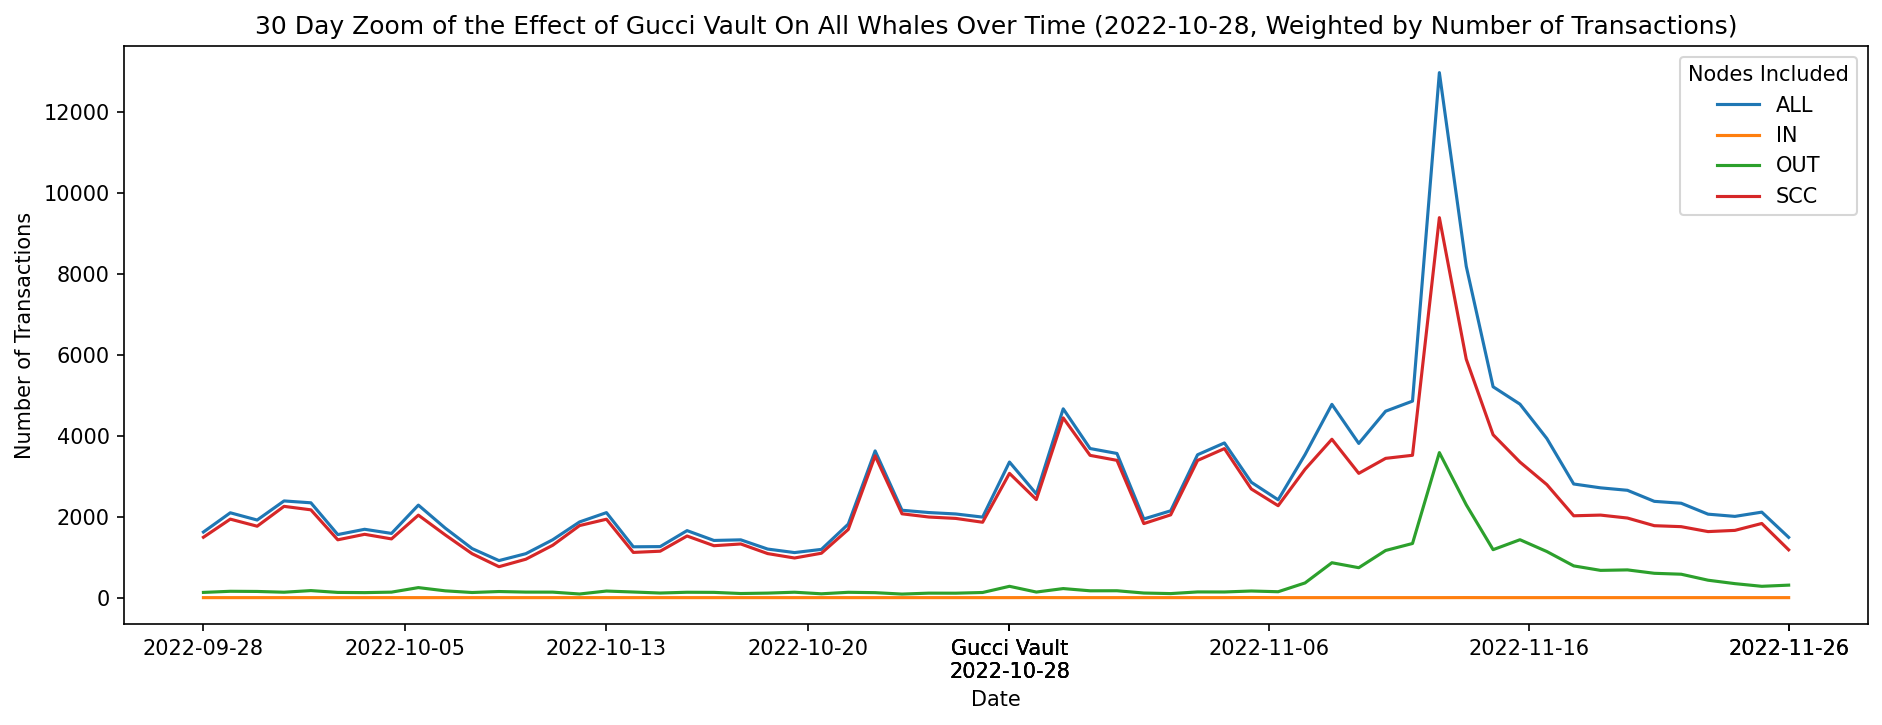 30 Day Zoom of the Effect of Gucci Vault On All Whales Over Time (2022-10-28, Weighted by Number of Transactions)
Nodes Included
ALL
IN
OUT
SCC
Number of Transactions
12000
10000
8000
6000
4000
2000
0
2022-09-28
2022-10-05
2022-10-13
2022-10-20
Gucci Vault
2022-10-28
2022-11-06
2022-11-16
2022-11-26
Date